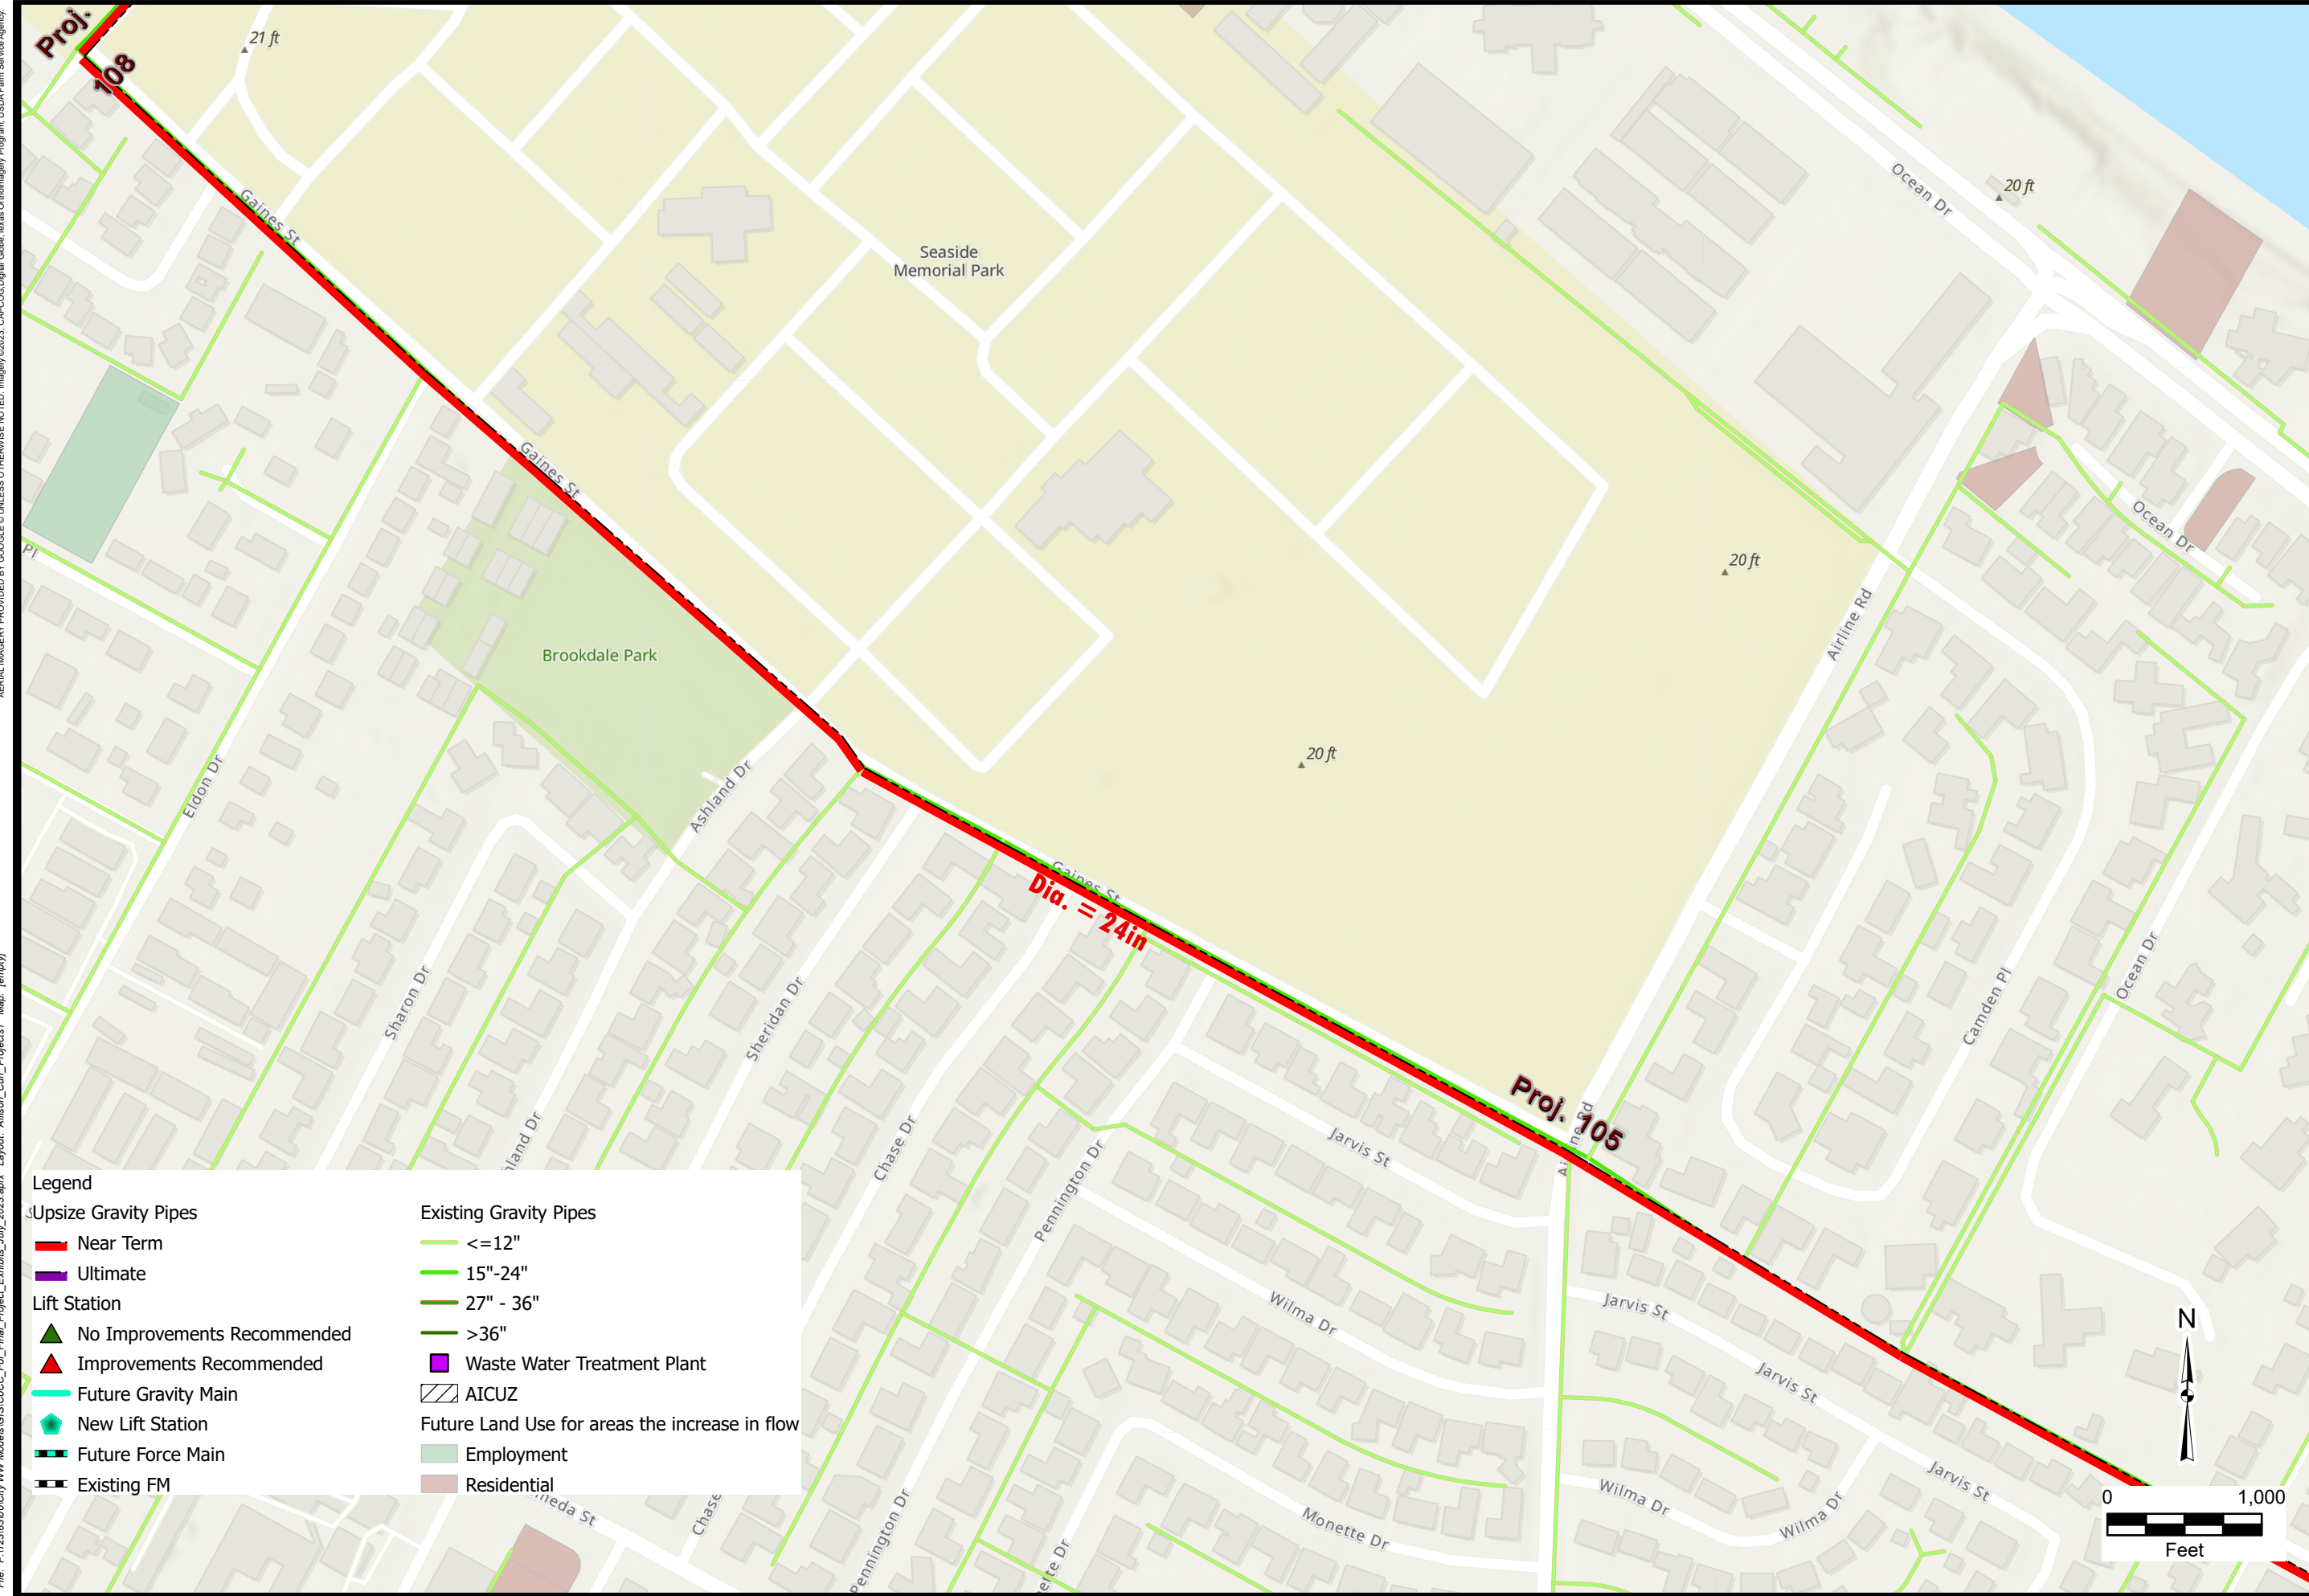 Proj.
108
21 ft
Gaines St
Seaside
Memorial Park
Ocean Dr
20 ft
Gaines St
Ocean Dr
20 ft
Airline Rd
Brookdale Park
Pl
20 ft
Eldon Dr
Ashland Dr
Gaines St
Dia. = 24in
Sharon Dr
Sheridan Dr
Ocean Dr
Camden Pl
Proj. 105
Chase Dr
Jarvis St
Pennington Dr
Wilma Dr
Jarvis St
Jarvis St
Jarvis St
Wilma Dr
Wilma Dr
Monette Dr
Pennington Dr
Chase
Legend
Upsize Gravity Pipes
Near Term
Ultimate
Lift Station
No Improvements Recommended
Improvements Recommended
Future Gravity Main
New Lift Station
Future Force Main
Existing FM
Existing Gravity Pipes
<=12"
15"-24"
27" - 36"
>36"
Waste Water Treatment Plant
AICUZ
Future Land Use for areas the increase in flow
Employment
Residential
N
0 1,000
Feet